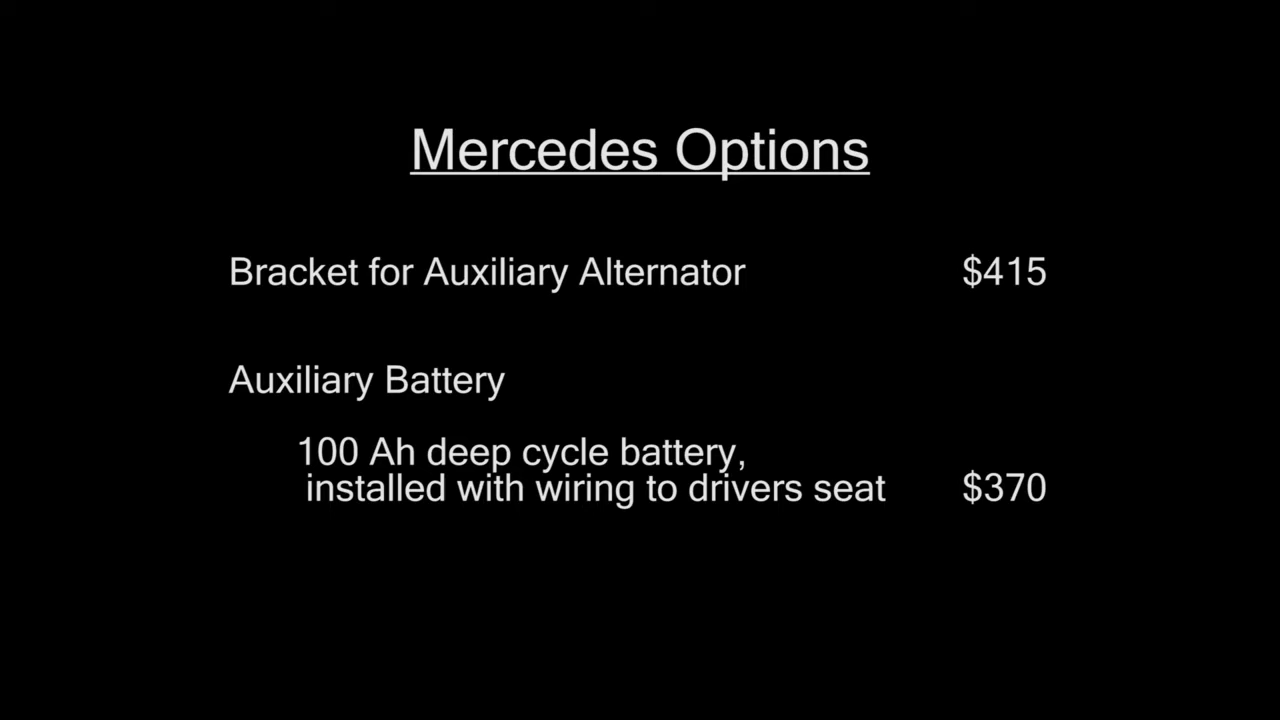 Mercedes Options
Bracket for Auxiliary Alternator $415
Auxiliary Battery
100 Ah deep cycle battery,
installed with wiring to drivers seat $370